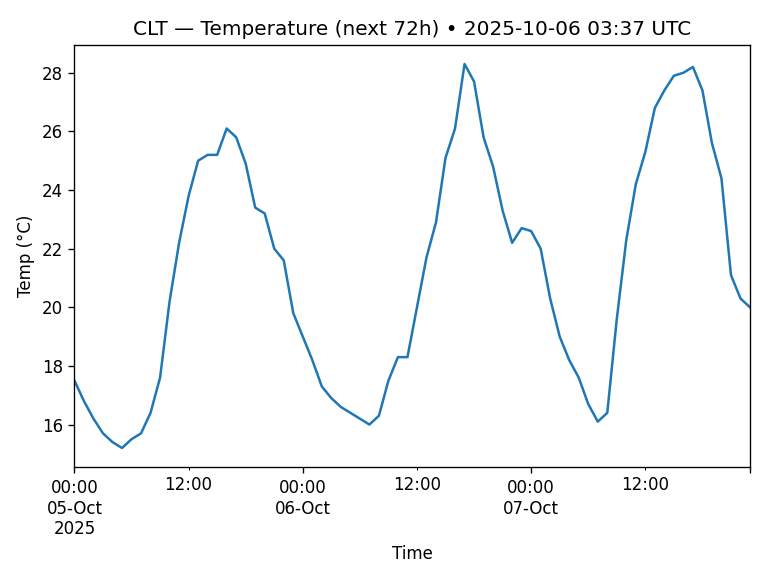 CLT — Temperature (next 72h) • 2025-10-06 03:37 UTC
28
26
24
22
20
18
16
Temp (°C)
00:00 12:00 00:00 12:00 00:00 12:00
05-Oct 06-Oct 07-Oct
2025
Time